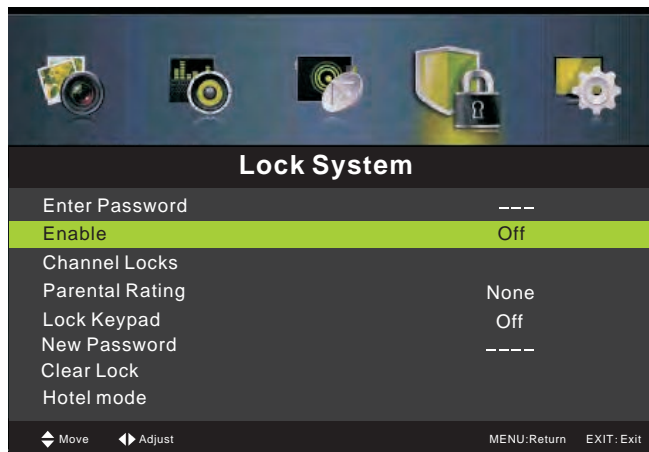 Lock System
Enter Password ---
Enable Off
Channel Locks
Parental Rating None
Lock Keypad Off
New Password ----
Clear Lock
Hotel mode
Move Adjust MENU:Return EXIT:Exit